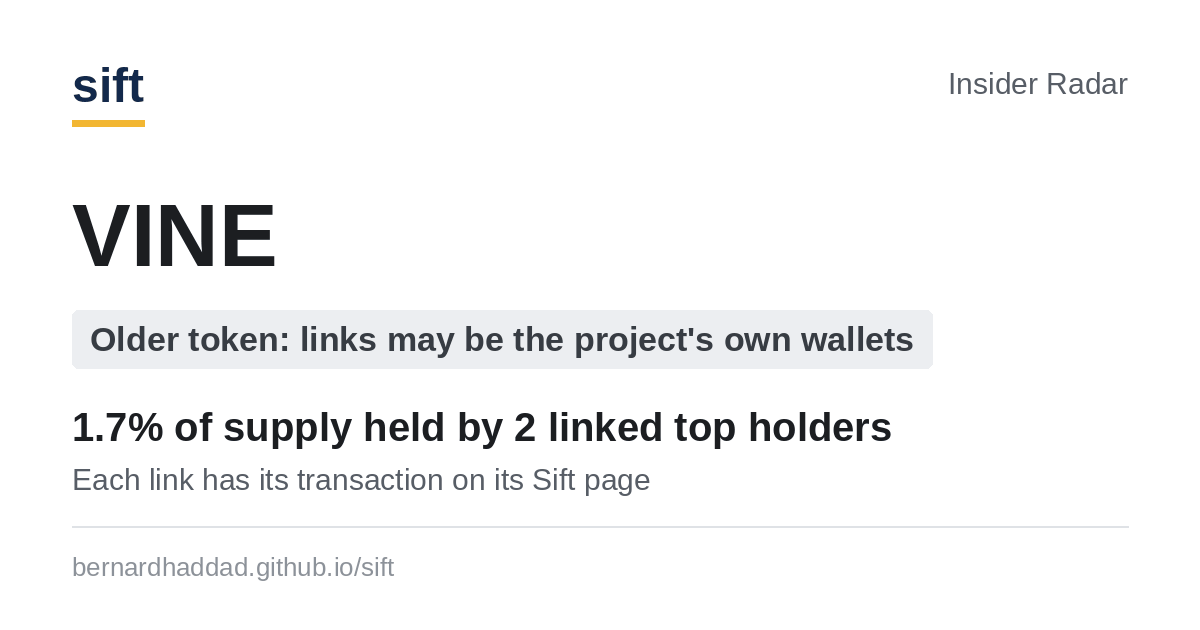 sift
Insider Radar
VINE
Older token: links may be the project's own wallets
1.7% of supply held by 2 linked top holders
Each link has its transaction on its Sift page
bernardhaddad.github.io/sift